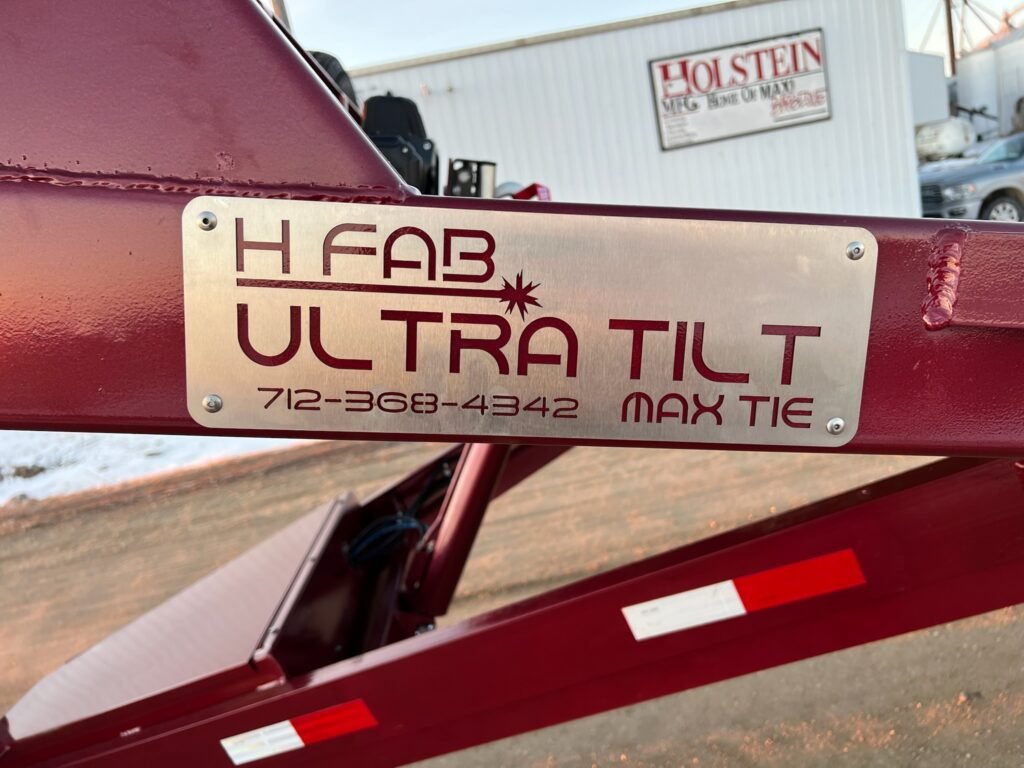 HOLSTEIN
MFG. HOME OF MAX!
H FAB
ULTRA TILT
712-368-4342 MAX TIE